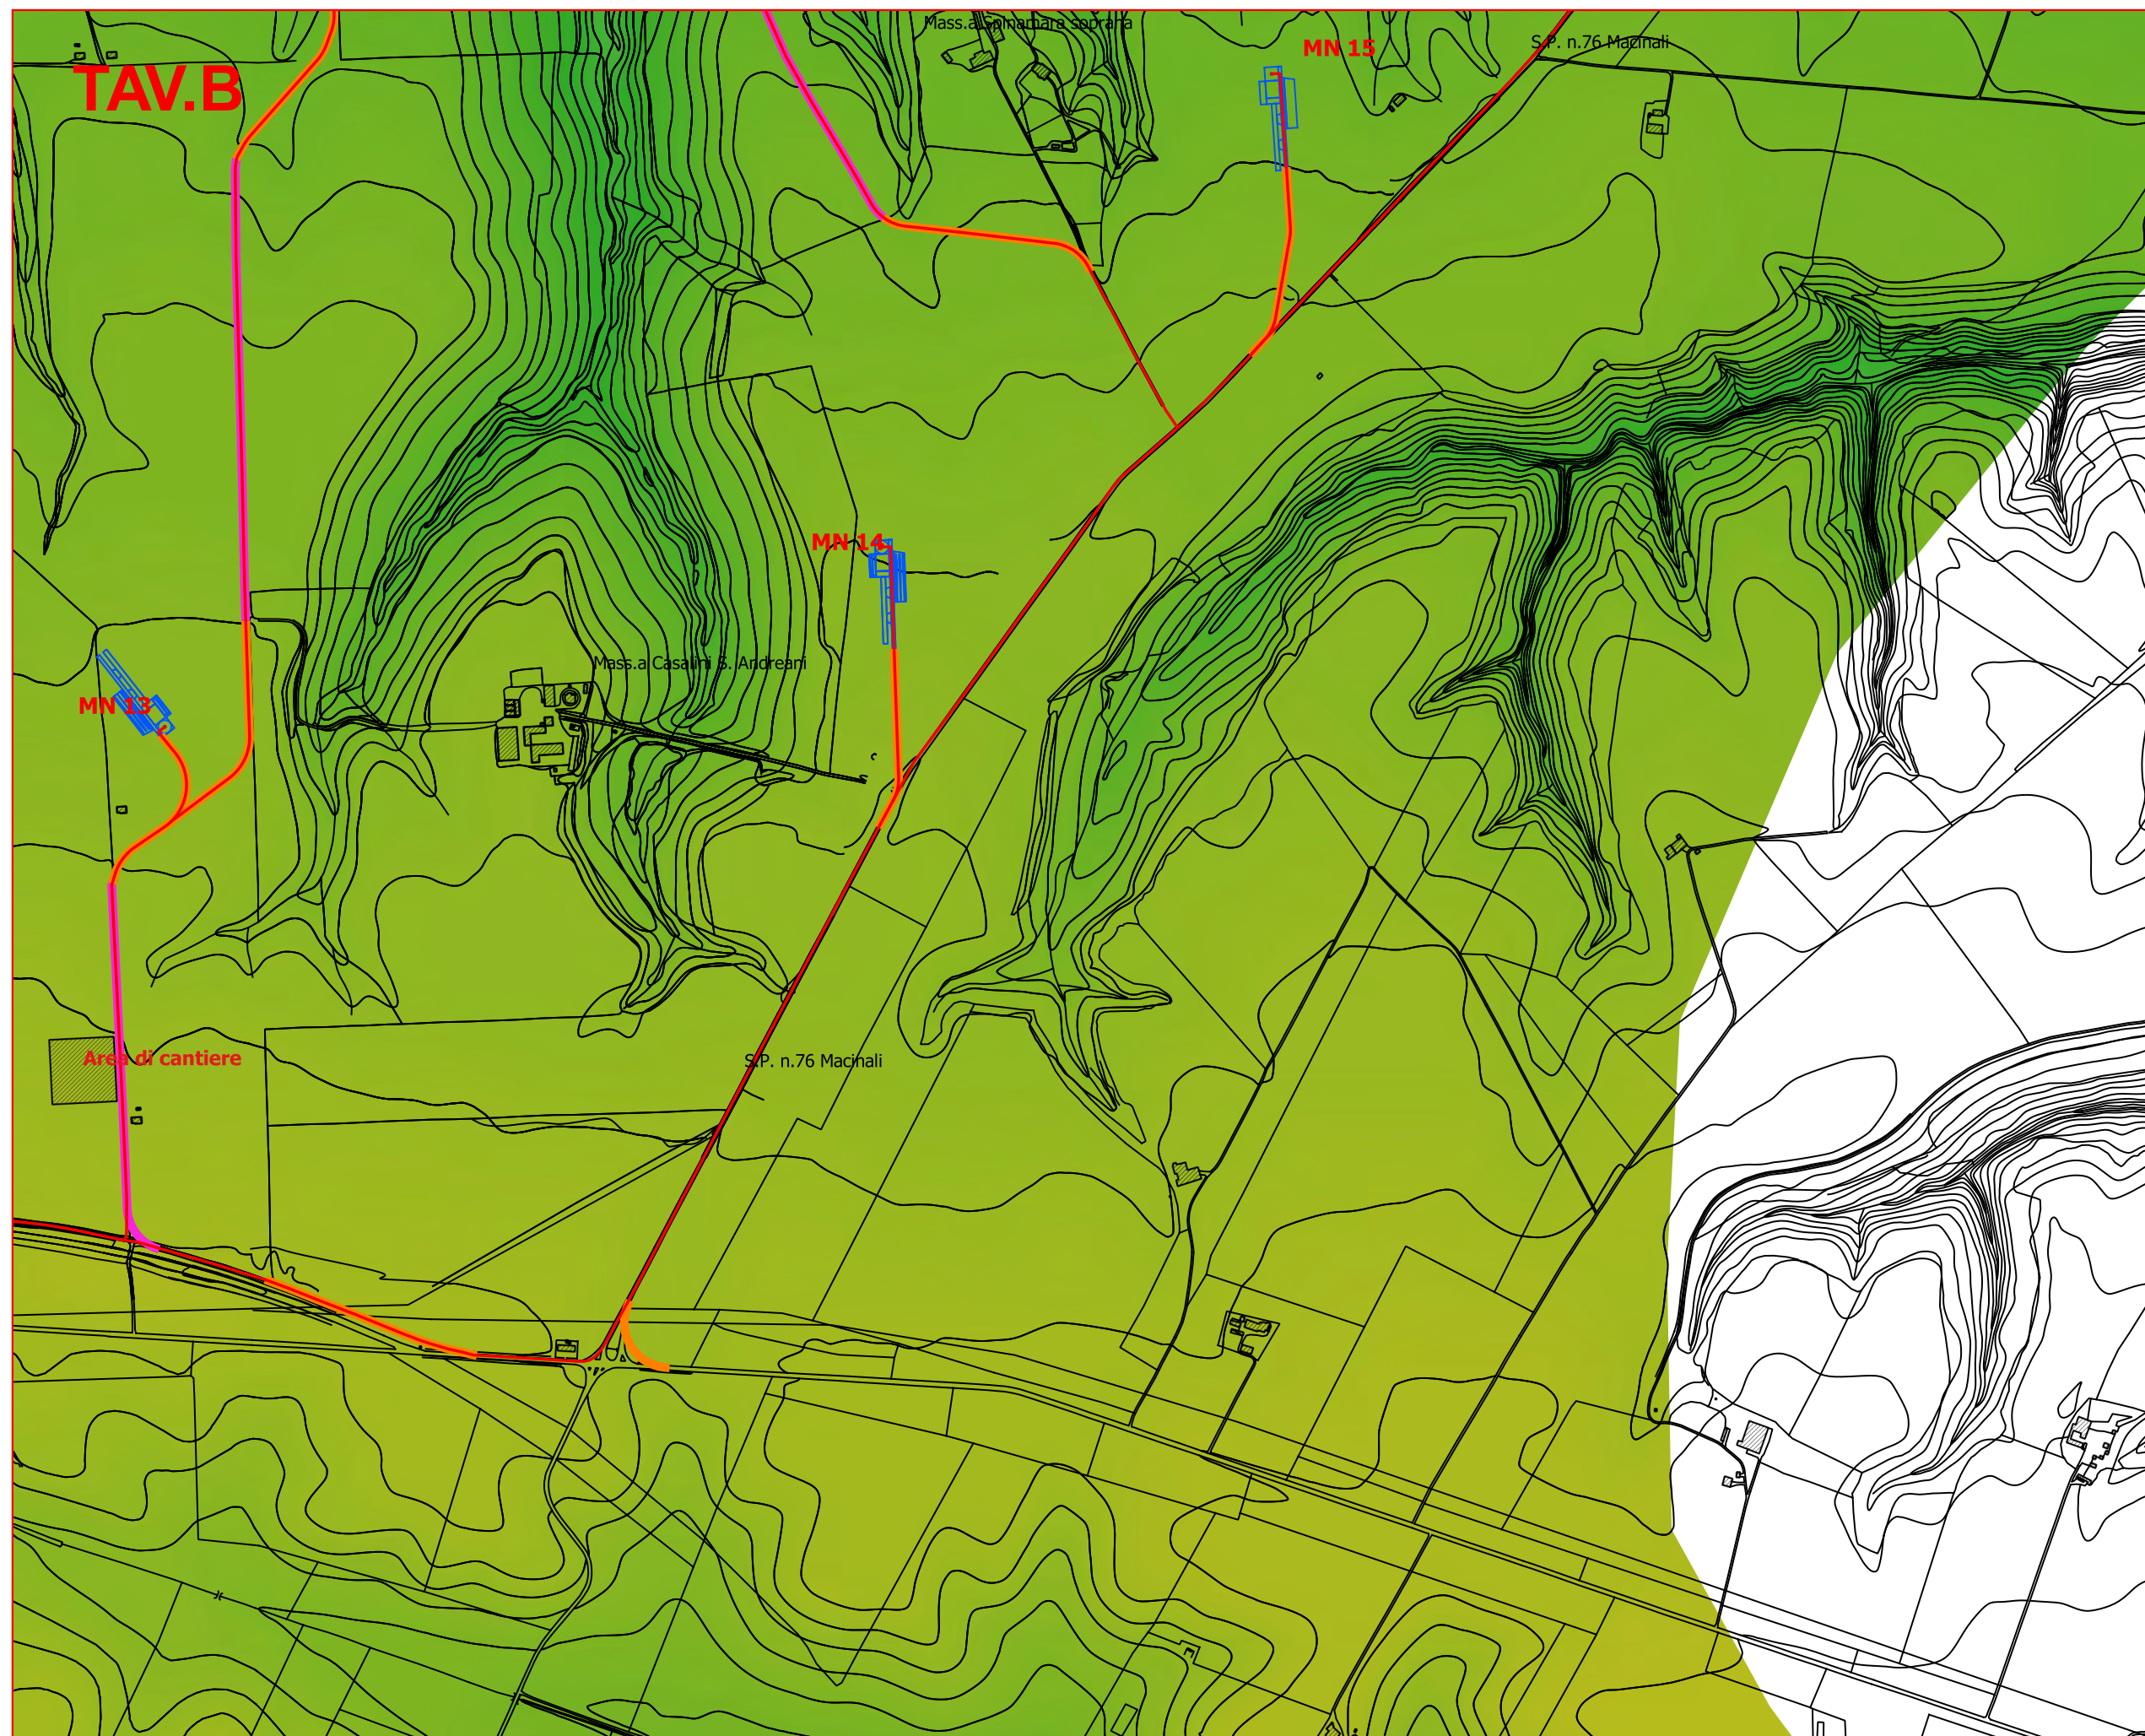 Mass.a Spinamara soprana
S.P. n.76 Macinali
MN 15
TAV.B
MN 14
Mass.a Casalini S. Andreani
MN 13
Area di cantiere
S.P. n.76 Macinali